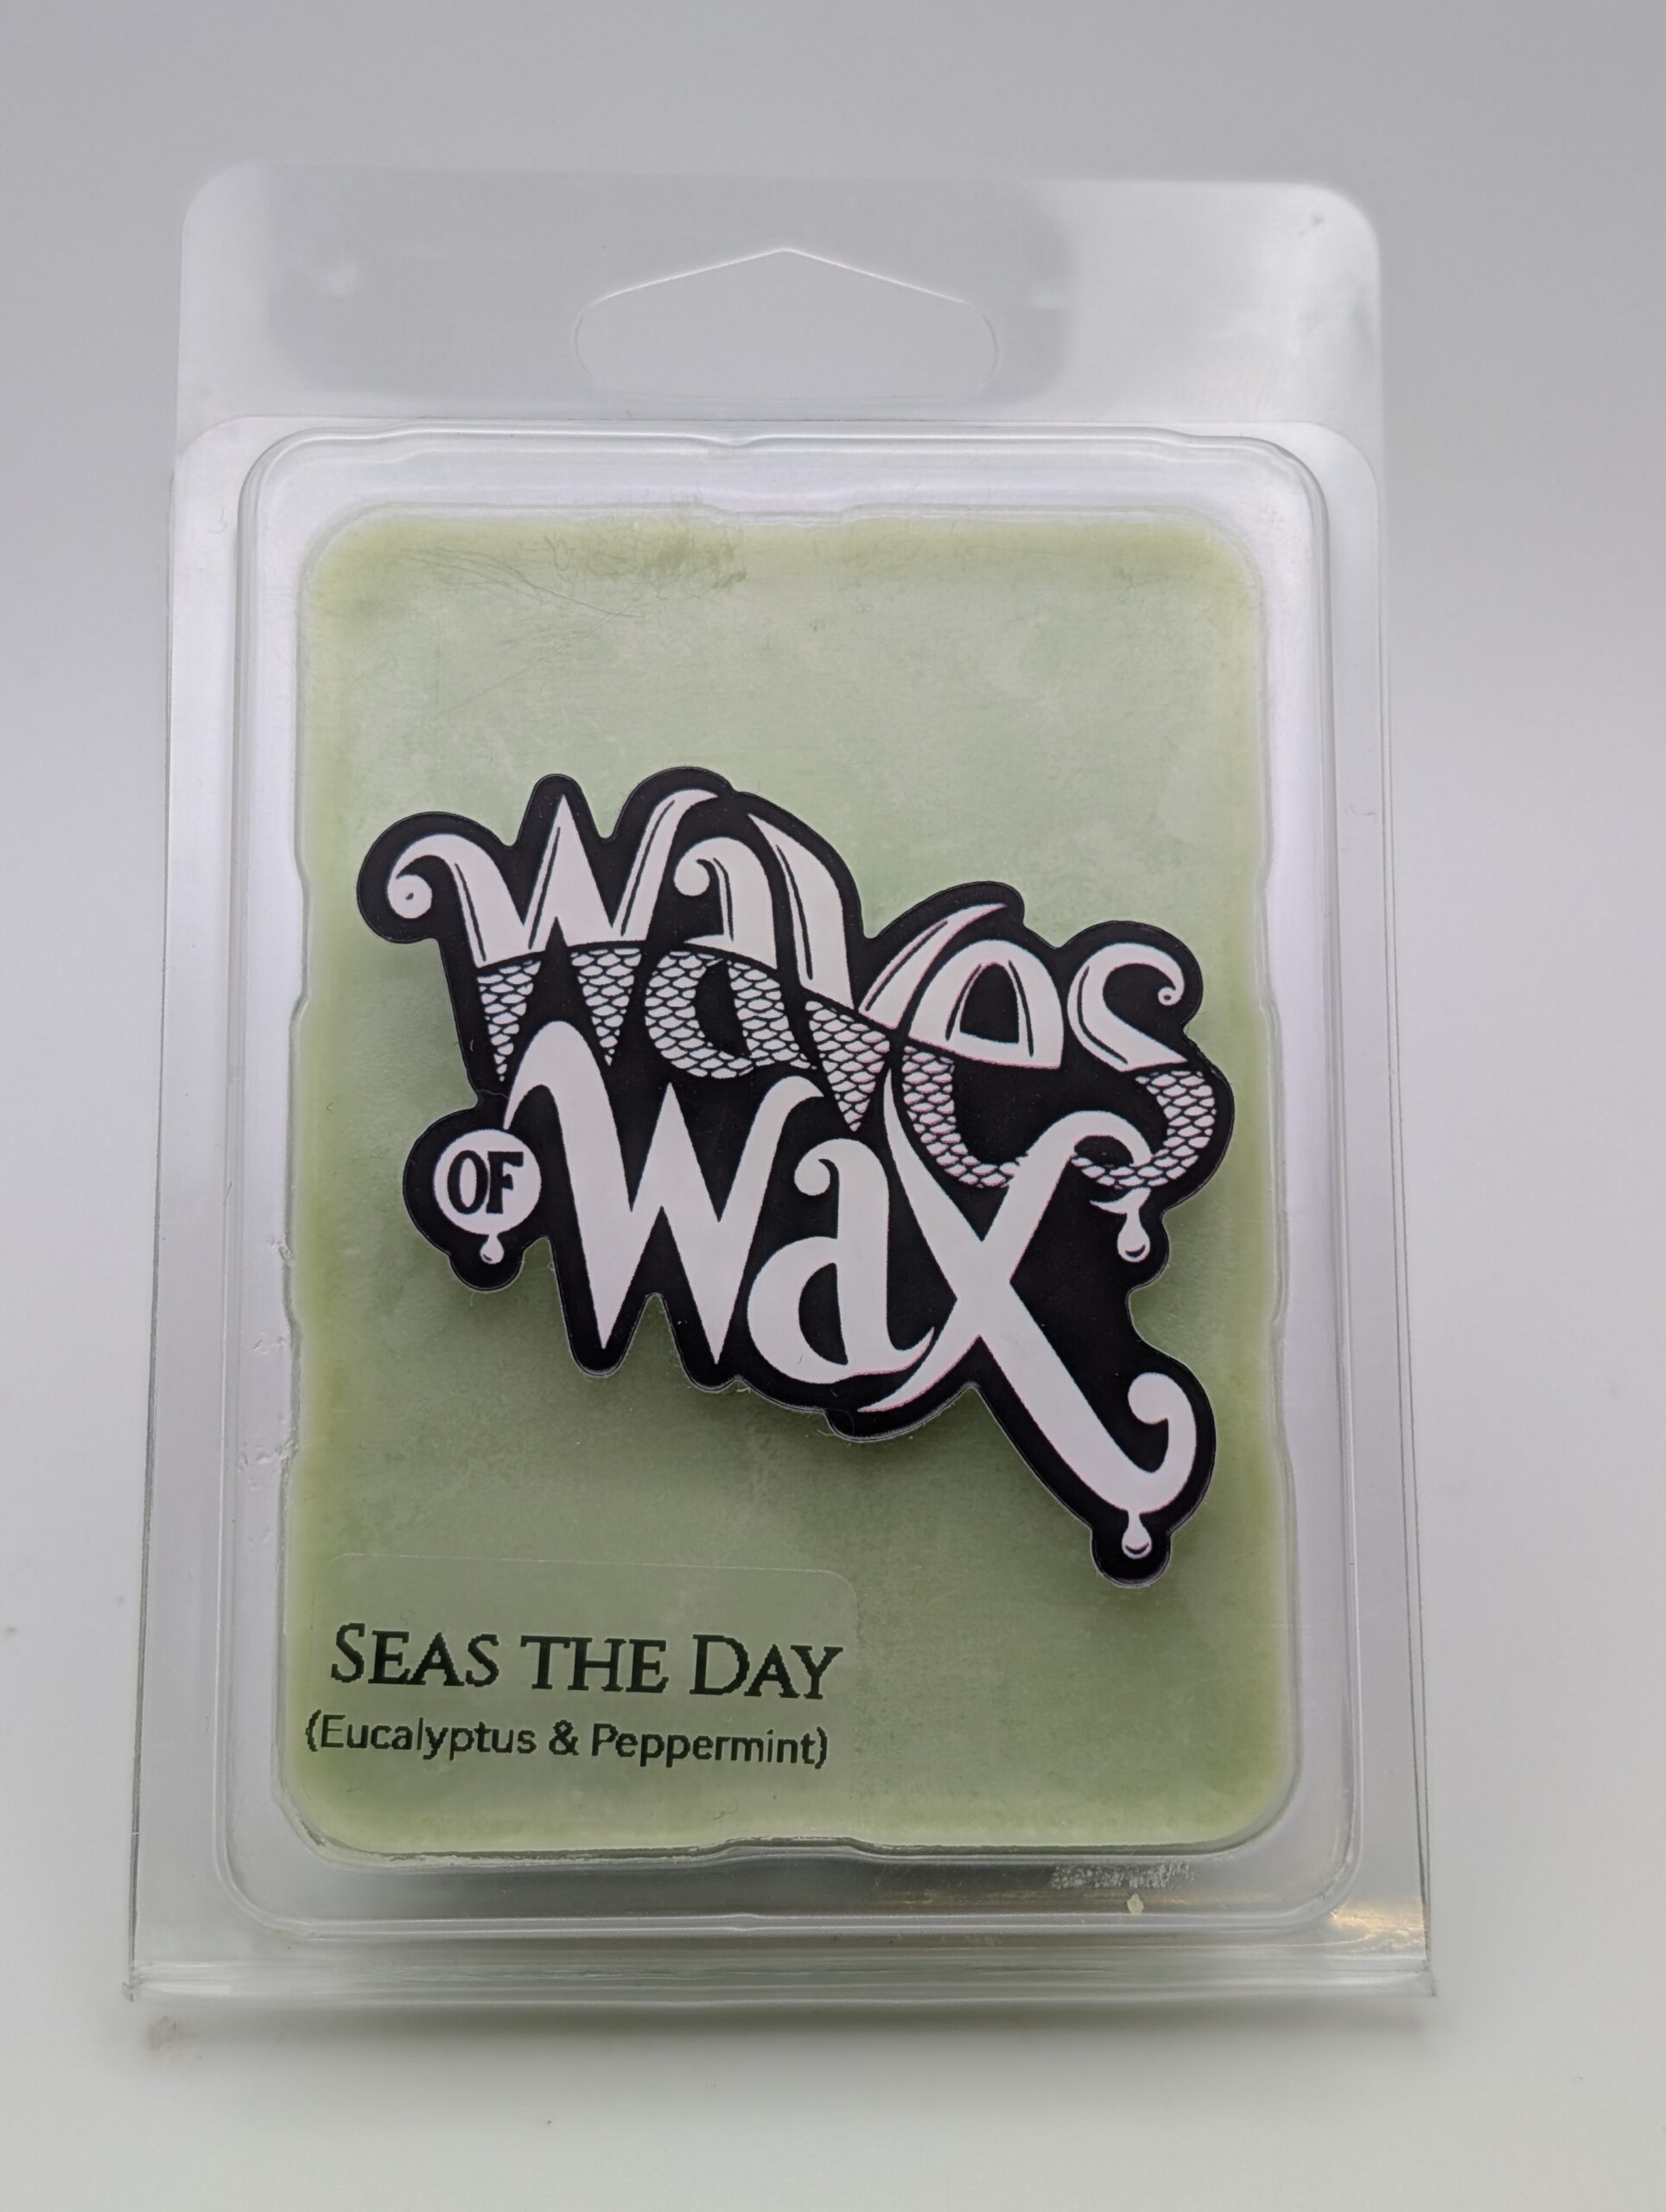 Waves
OF
Wax
SEAS THE DAY
(Eucalyptus & Peppermint)